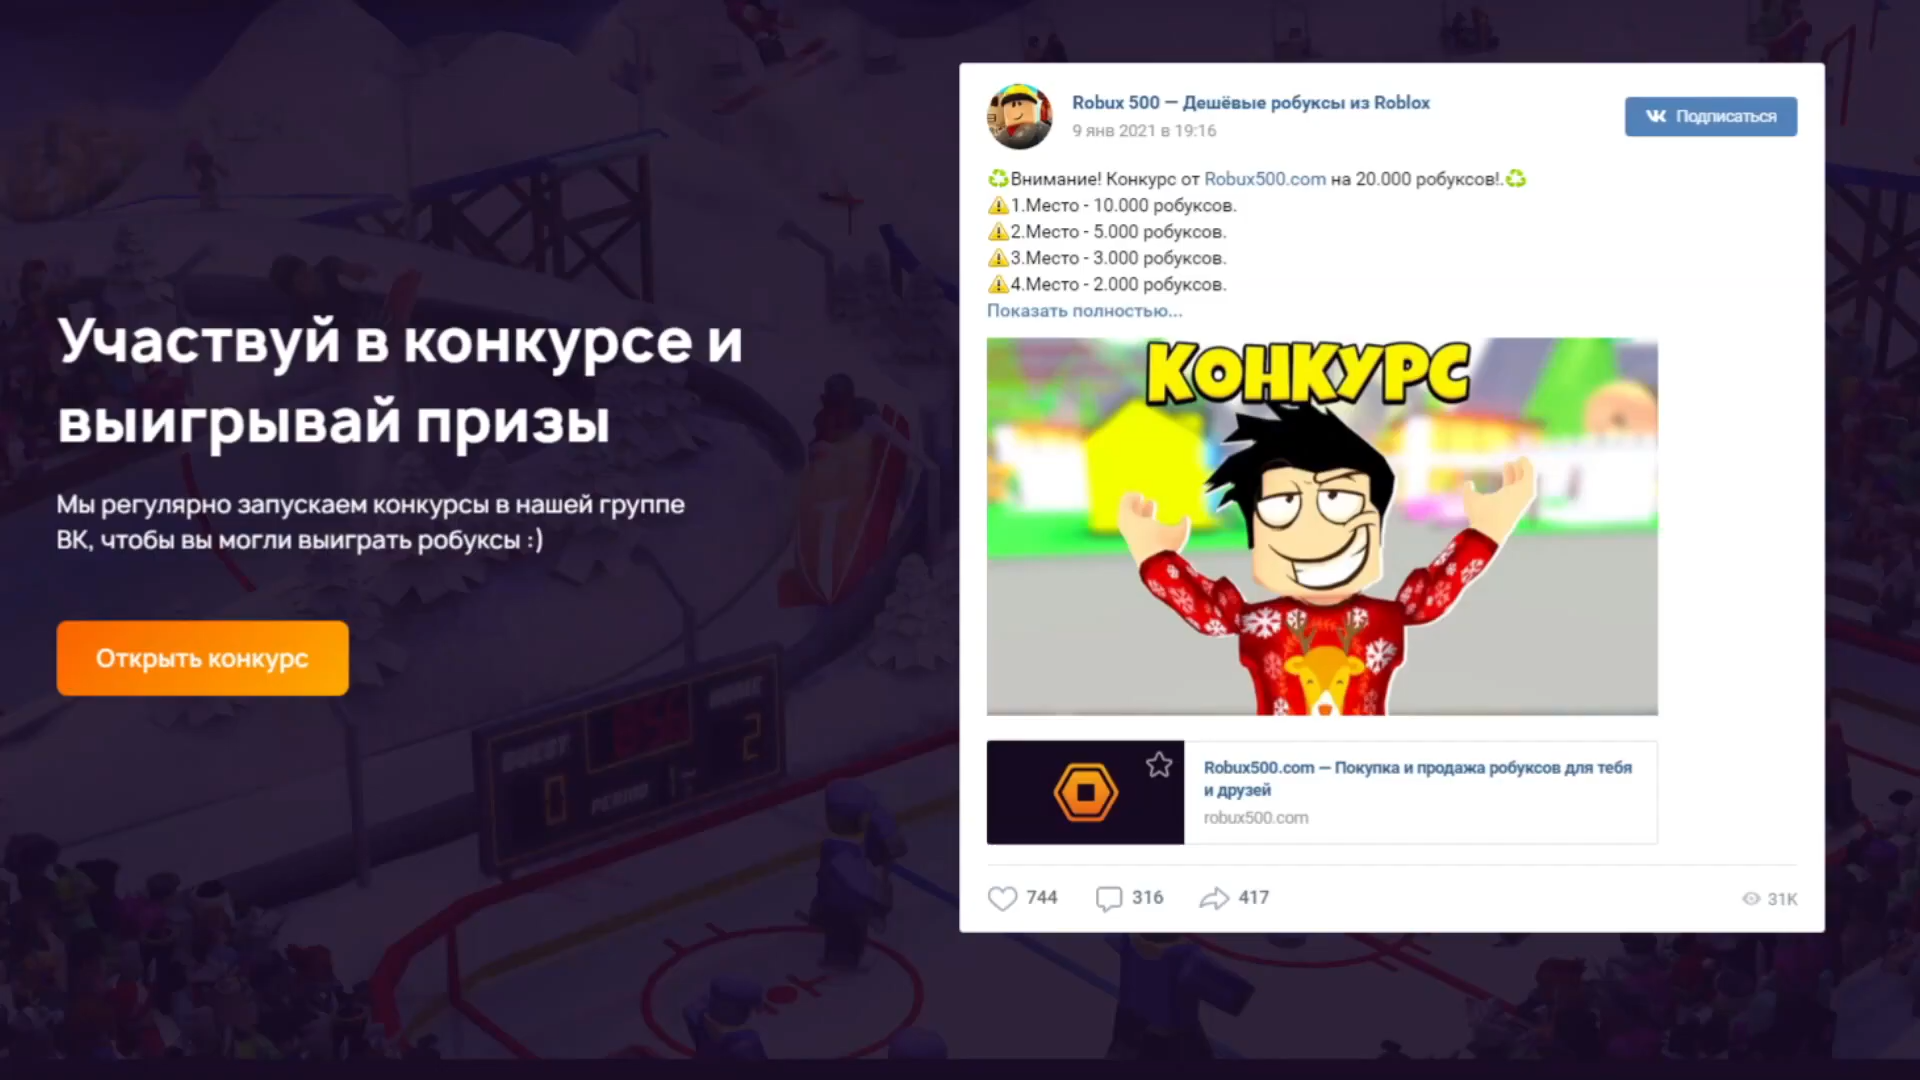 Участвуй в конкурсе и
выигрывай призы
Мы регулярно запускаем конкурсы в нашей группе
ВК, чтобы вы могли выиграть робуксы :)
Открыть конкурс
Robux 500 — Дешёвые робуксы из Roblox
9 янв 2021 в 19:16
Подписаться
♻Внимание! Конкурс от Robux500.com на 20.000 робуксов!.♻
⚠1.Место - 10.000 робуксов.
⚠2.Место - 5.000 робуксов.
⚠3.Место - 3.000 робуксов.
⚠4.Место - 2.000 робуксов.
Показать полностью...
КОНКУРС
Robux500.com — Покупка и продажа робуксов для тебя
и друзей
robux500.com
744
316
417
31K
0
PERIOD
2